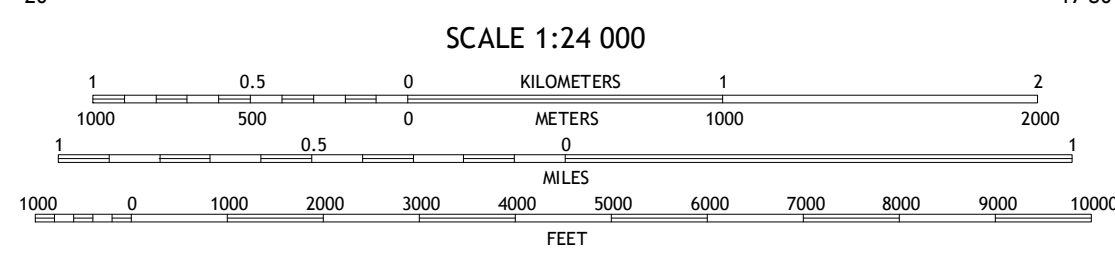 SCALE 1:24 000
1 0.5 0 KILOMETERS 1 2
1000 500 0 METERS 1000 2000
1 0.5 0 1
MILES
1000 0 1000 2000 3000 4000 5000 6000 7000 8000 9000 10000
FEET